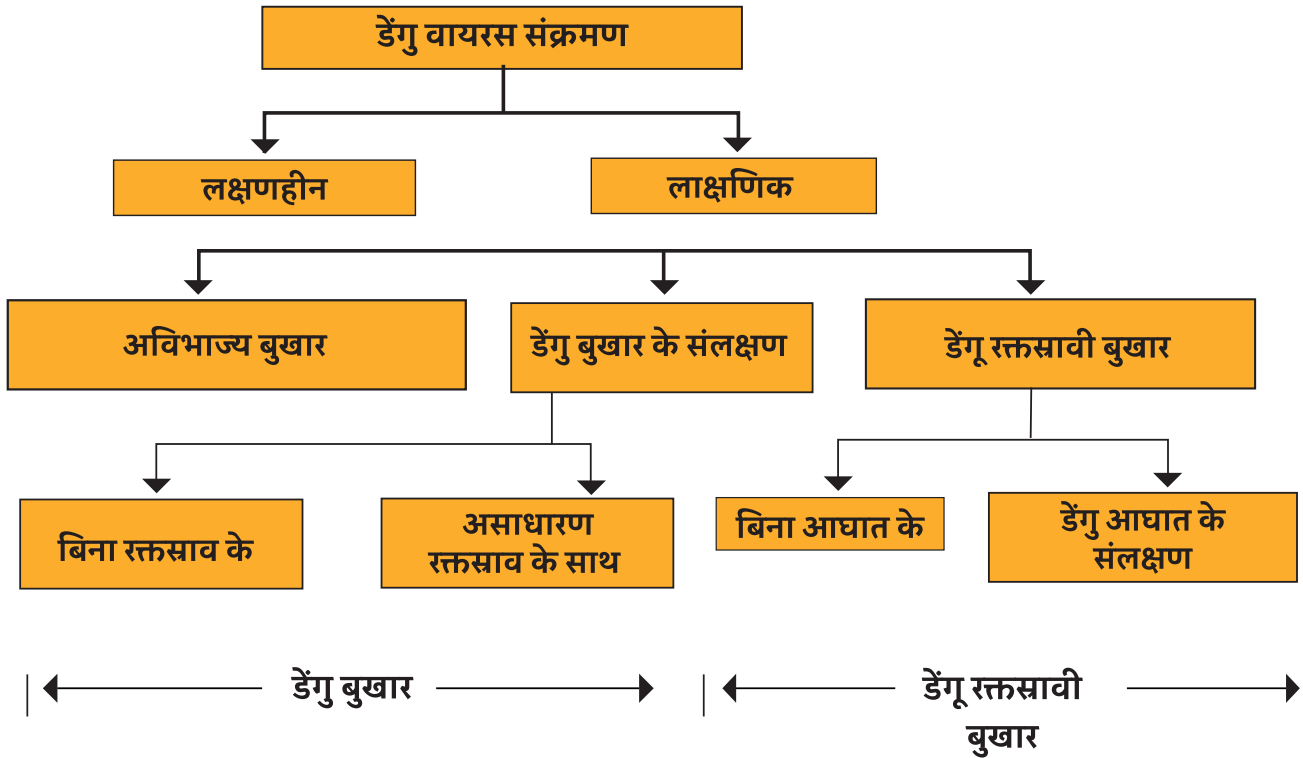 डेंगु वायरस संक्रमण
लक्षणहीन
लाक्षणिक
अविभाज्य बुखार
डेंगु बुखार के संलक्षण
डेंगू रक्तस्रावी बुखार
बिना रक्तस्राव के
असाधारण
रक्तस्राव के साथ
बिना आघात के
डेंगु आघात के
संलक्षण
डेंगु बुखार
डेंगू रक्तस्रावी
बुखार